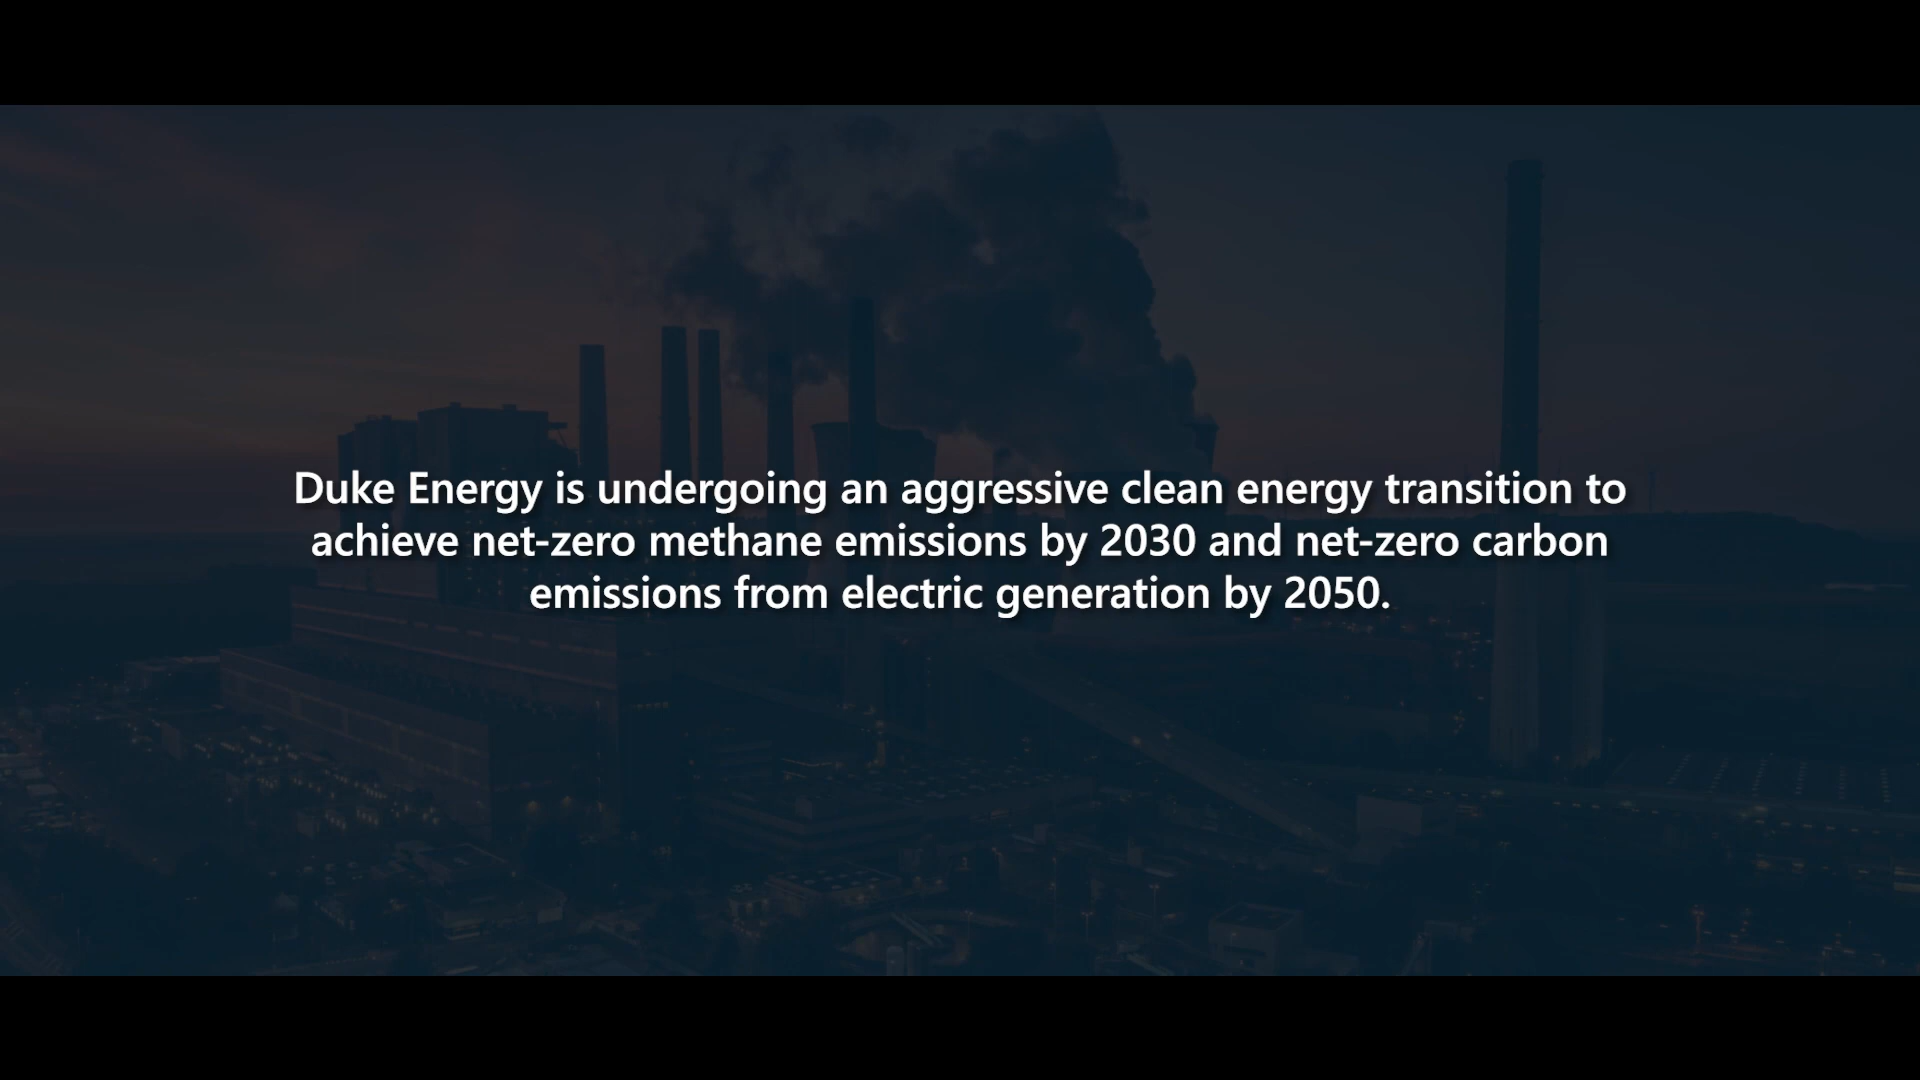 Duke Energy is undergoing an aggressive clean energy transition to
achieve net-zero methane emissions by 2030 and net-zero carbon
emissions from electric generation by 2050.